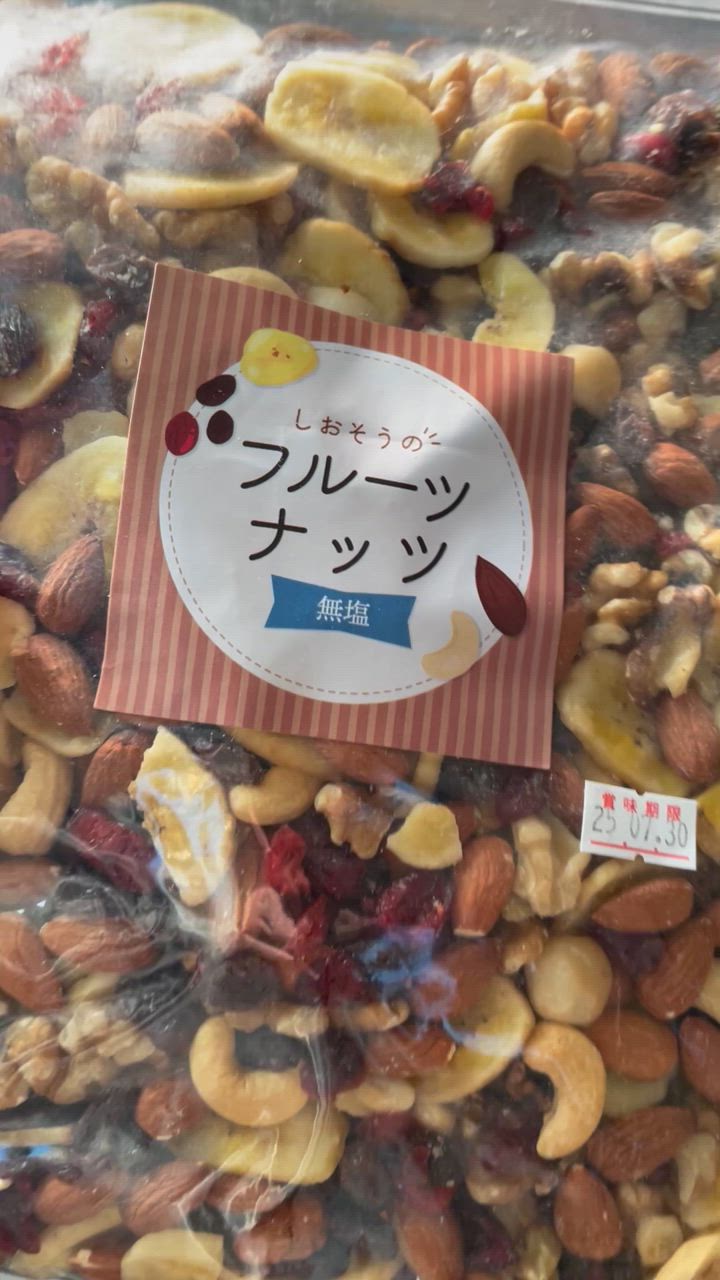 しおそうの
フルーツ
ナッツ
無塩
賞味期限
25 07.30